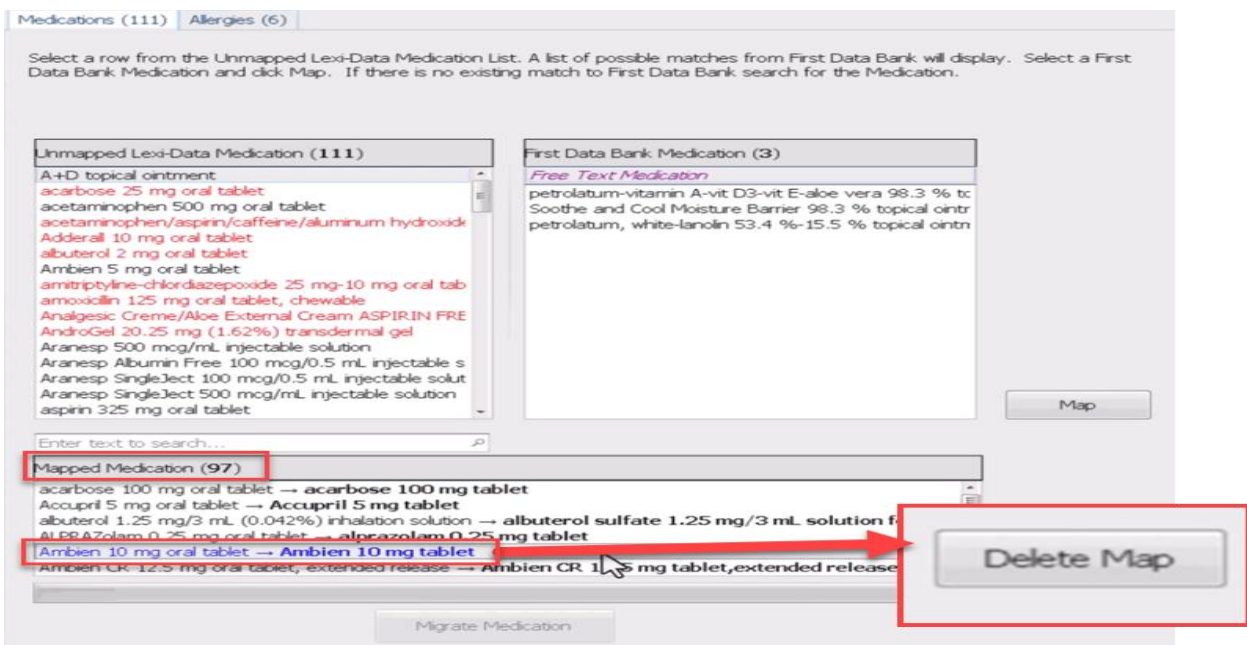 Medications (111)  Allergies (6)
Select a row from the Unmapped Lexi-Data Medication List. A list of possible matches from First Data Bank will display. Select a First
Data Bank Medication and click Map. If there is no existing match to First Data Bank search for the Medication.
Unmapped Lexi-Data Medication (111)
A+D topical ointment
acarbose 25 mg oral tablet
acetaminophen 500 mg oral tablet
acetaminophen/aspirin/caffeine/aluminum hydroxide
Adderall 10 mg oral tablet
albuterol 2 mg oral tablet
Ambien 5 mg oral tablet
amitriptyline-chlordiazepoxide 25 mg-10 mg oral tab
amoxicillin 125 mg oral tablet, chewable
Analgesic Creme/Aloe External Cream ASPIRIN FRE
AndroGel 20.25 mg (1.62%) transdermal gel
Aranesp 500 mcg/mL injectable solution
Aranesp Albumin Free 100 mcg/0.5 mL injectable s
Aranesp SingleJect 100 mcg/0.5 mL injectable solut
Aranesp SingleJect 500 mcg/mL injectable solution
aspirin 325 mg oral tablet
Enter text to search...
First Data Bank Medication (3)
Free Text Medication
petrolatum-vitamin A-vit D3-vit E-aloe vera 98.3 % tc
Soothe and Cool Moisture Barrier 98.3 % topical ointr
petrolatum, white-lanolin 53.4 %-15.5 % topical ointn
Map
Mapped Medication (97)
acarbose 100 mg oral tablet → acarbose 100 mg tablet
Accupril 5 mg oral tablet → Accupril 5 mg tablet
albuterol 1.25 mg/3 mL (0.042%) inhalation solution → albuterol sulfate 1.25 mg/3 mL solution f
ALPRAZolam 0.25 mg oral tablet → alprazolam 0.25 mg tablet
Ambien 10 mg oral tablet → Ambien 10 mg tablet
Ambien CR 12.5 mg oral tablet, extended release → Ambien CR 1 5 mg tablet,extended release
Delete Map
Migrate Medication